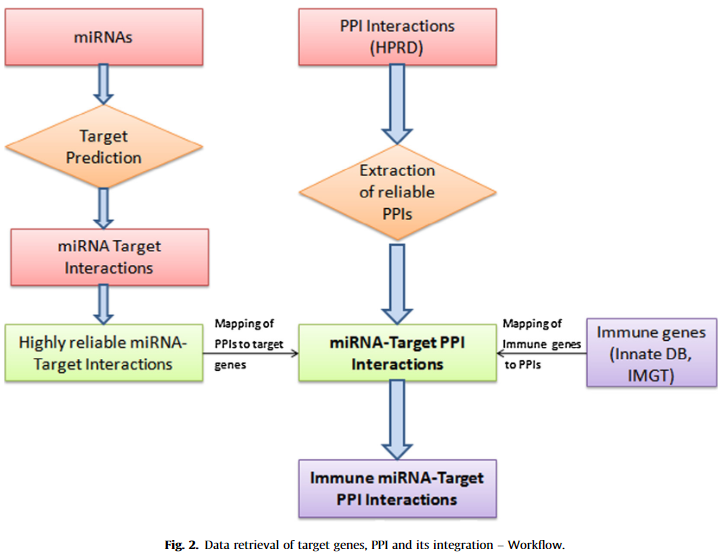 miRNAs
PPI Interactions
(HPRD)
Target
Prediction
Extraction
of reliable
PPIs
miRNA Target
Interactions
Highly reliable miRNA-
Target Interactions
Mapping of
PPIs to target
genes
miRNA-Target PPI
Interactions
Mapping of
Immune genes
to PPIs
Immune genes
(Innate DB,
IMGT)
Immune miRNA-Target
PPI Interactions
Fig. 2. Data retrieval of target genes, PPI and its integration – Workflow.